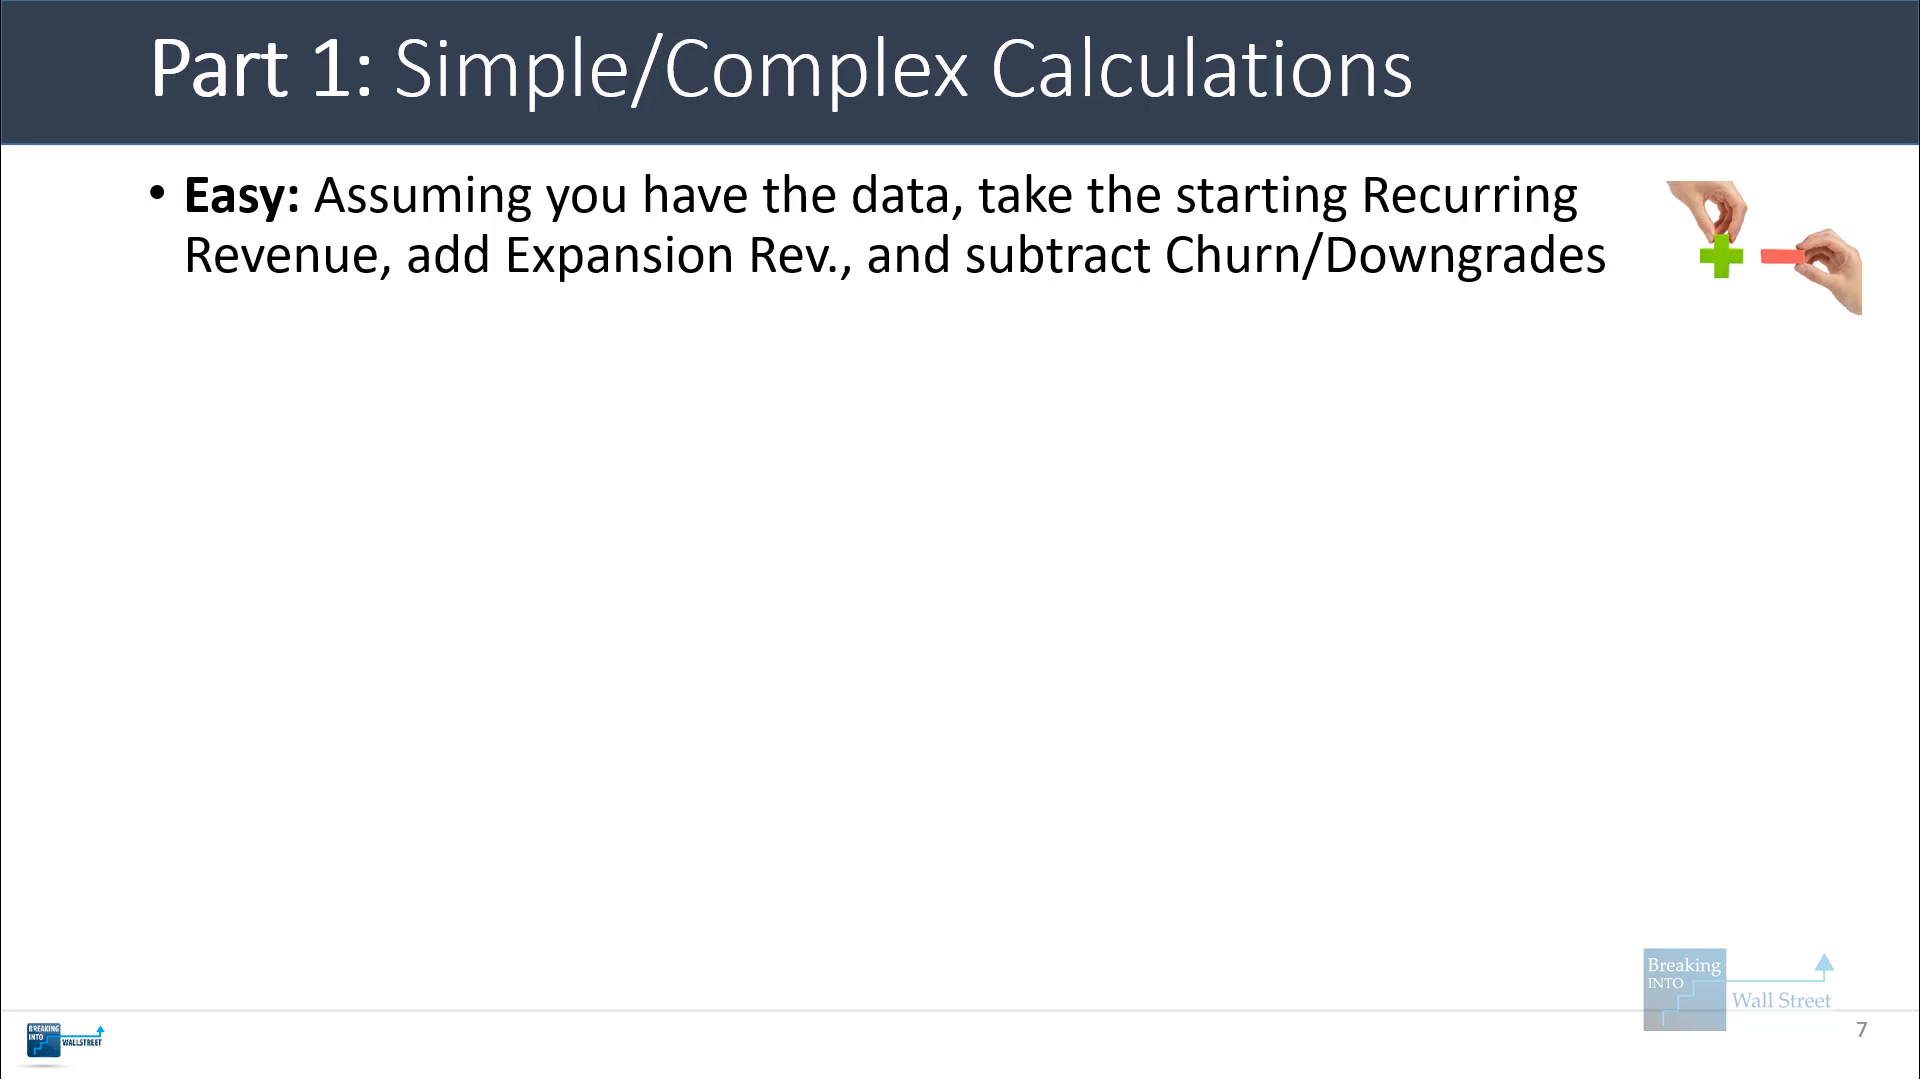 Part 1: Simple/Complex Calculations
• Easy: Assuming you have the data, take the starting Recurring
Revenue, add Expansion Rev., and subtract Churn/Downgrades
Breaking
INTO
Wall Street
BREAKING
INTO
WALLSTREET
7